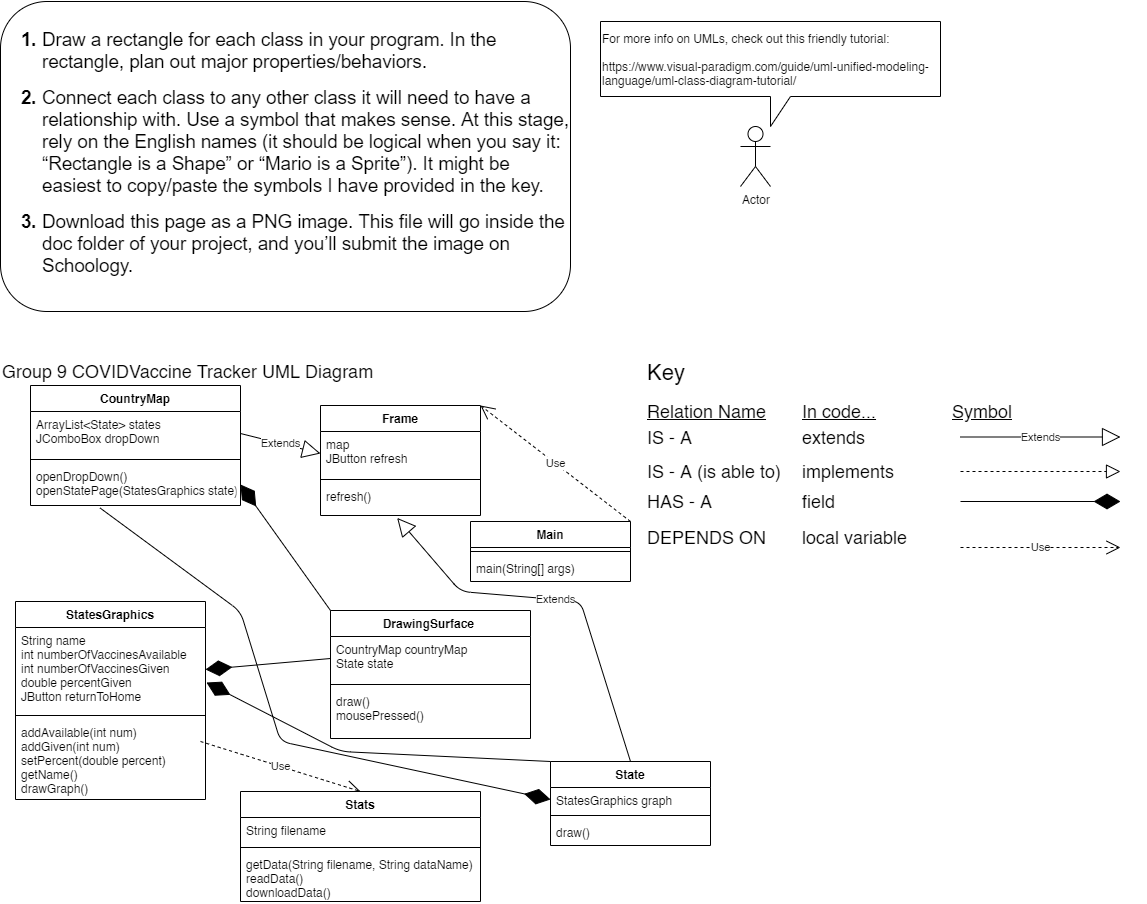 1. Draw a rectangle for each class in your program. In the
rectangle, plan out major properties/behaviors.
2. Connect each class to any other class it will need to have a
relationship with. Use a symbol that makes sense. At this stage,
rely on the English names (it should be logical when you say it:
“Rectangle is a Shape” or “Mario is a Sprite”). It might be
easiest to copy/paste the symbols I have provided in the key.
3. Download this page as a PNG image. This file will go inside the
doc folder of your project, and you’ll submit the image on
Schoology.
For more info on UMLs, check out this friendly tutorial:
https://www.visual-paradigm.com/guide/uml-unified-modeling-
language/uml-class-diagram-tutorial/
Actor
Group 9 COVIDVaccine Tracker UML Diagram
CountryMap
ArrayList<State> states
JComboBox dropDown
openDropDown()
openStatePage(StatesGraphics state)
Extends
Frame
map
JButton refresh
refresh()
Use
Main
main(String[] args)
Extends
StatesGraphics
String name
int numberOfVaccinesAvailable
int numberOfVaccinesGiven
double percentGiven
JButton returnToHome
addAvailable(int num)
addGiven(int num)
setPercent(double percent)
getName()
drawGraph()
DrawingSurface
CountryMap countryMap
State state
draw()
mousePressed()
Use
Stats
String filename
getData(String filename, String dataName)
readData()
downloadData()
State
StatesGraphics graph
draw()
Key
Relation Name In code... Symbol
IS - A extends Extends
IS - A (is able to) implements
HAS - A field
DEPENDS ON local variable Use